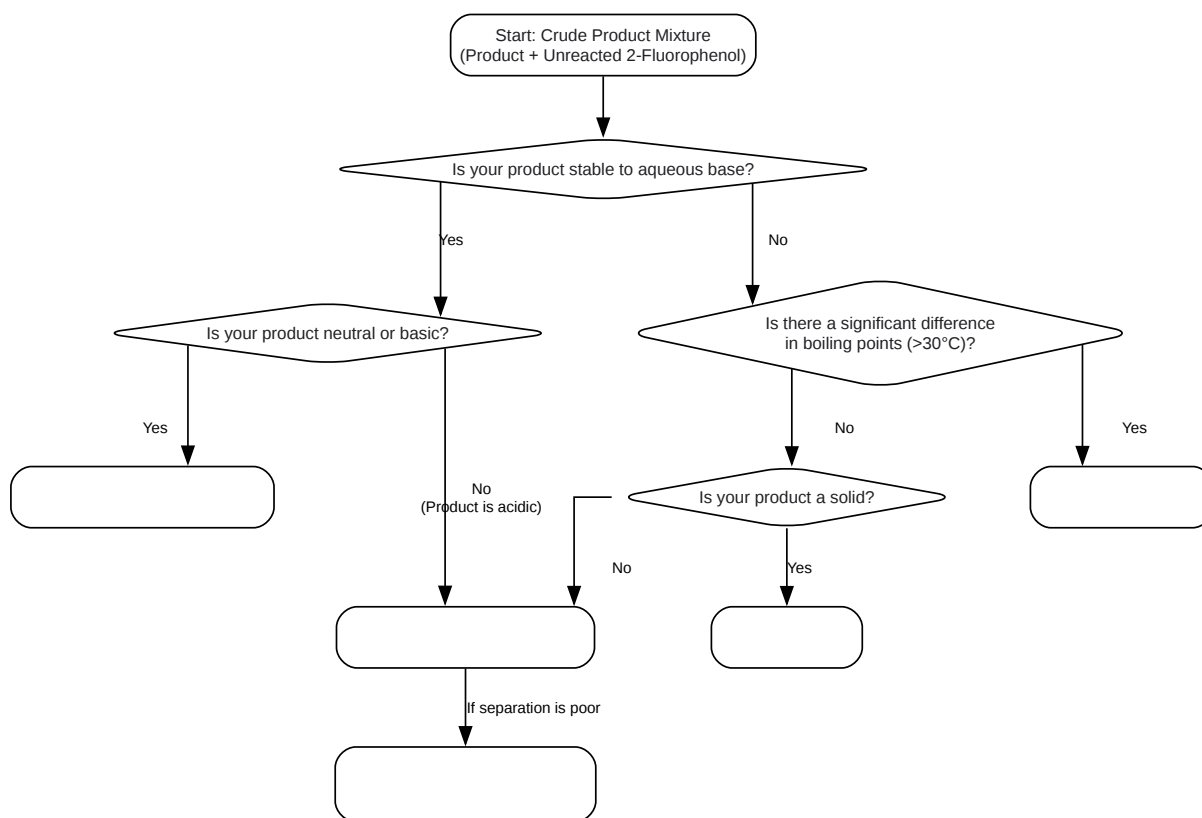 Start: Crude Product Mixture
(Product + Unreacted 2-Fluorophenol)
Is your product stable to aqueous base?
Yes
No
Is your product neutral or basic?
Is there a significant difference
in boiling points (>30°C)?
Yes
No
Yes
No
(Product is acidic)
Is your product a solid?
No
Yes
If separation is poor